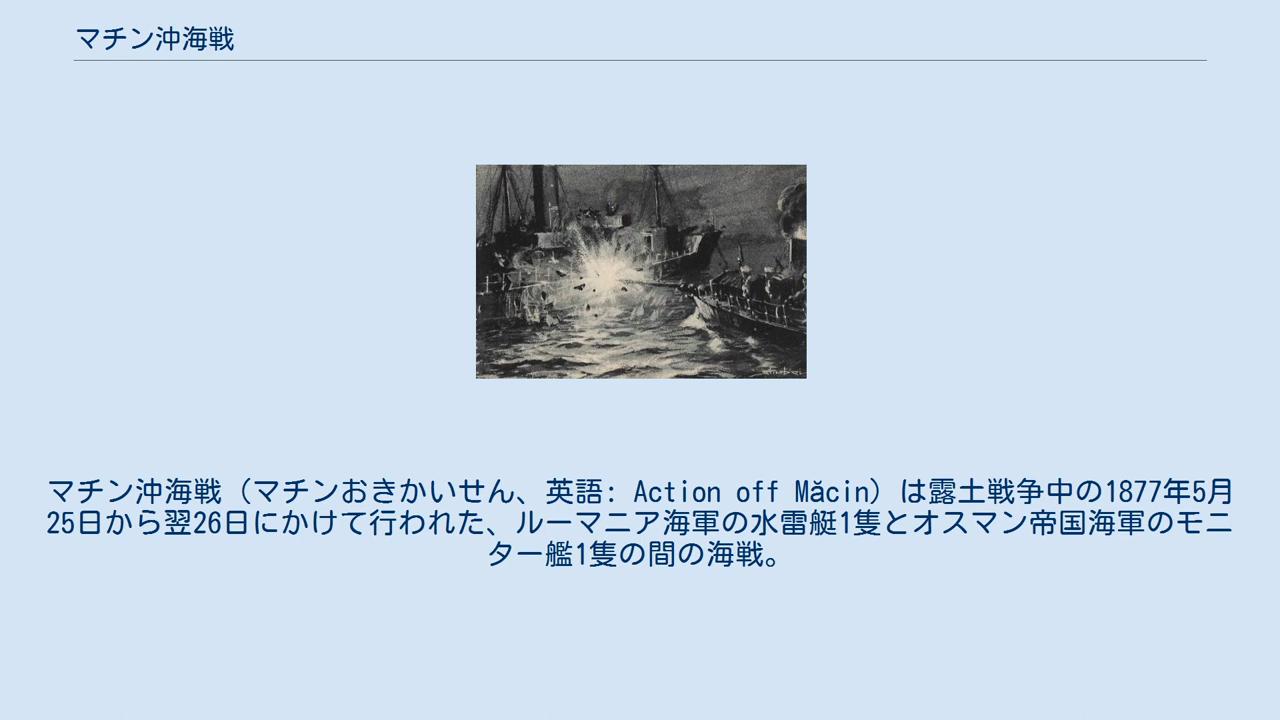 マチン沖海戦
マチン沖海戦（マチンおきかいせん、英語: Action off Măcin）は露土戦争中の1877年5月
25日から翌26日にかけて行われた、ルーマニア海軍の水雷艇1隻とオスマン帝国海軍のモニ
ター艦1隻の間の海戦。